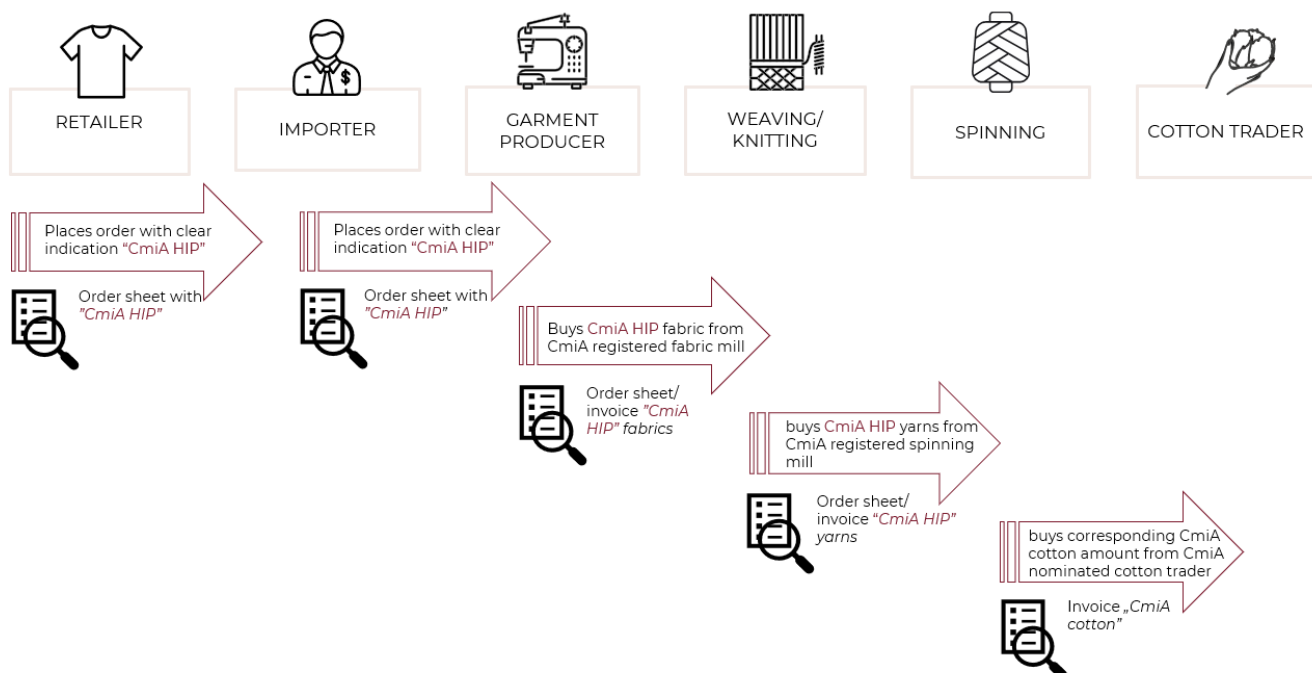 RETAILER
IMPORTER
GARMENT
PRODUCER
WEAVING/
KNITTING
SPINNING
COTTON TRADER
Places order with clear
indication “CmiA HIP”
Order sheet with
”CmiA HIP”
Places order with clear
indication “CmiA HIP”
Order sheet with
”CmiA HIP”
Buys CmiA HIP fabric from
CmiA registered fabric mill
Order sheet/
invoice ”CmiA
HIP” fabrics
buys CmiA HIP yarns from
CmiA registered spinning
mill
Order sheet/
invoice “CmiA HIP”
yarns
buys corresponding CmiA
cotton amount from CmiA
nominated cotton trader
Invoice „CmiA
cotton”